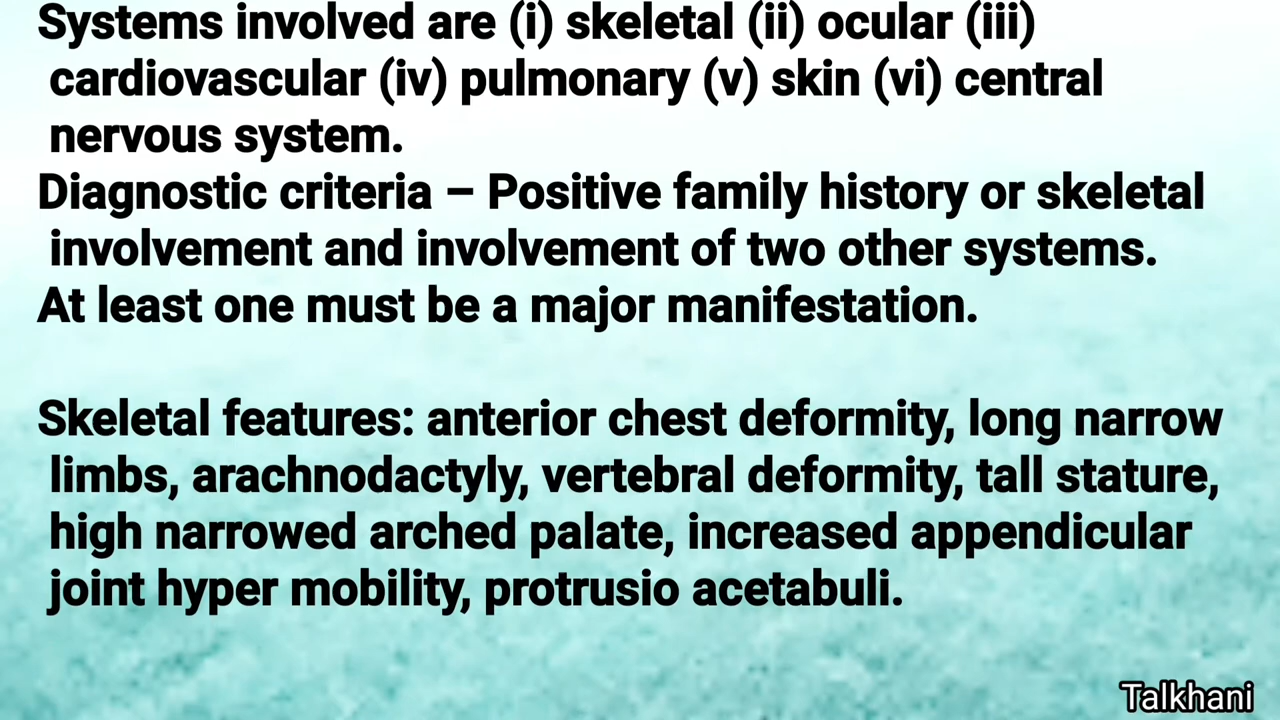 Systems involved are (i) skeletal (ii) ocular (iii)
cardiovascular (iv) pulmonary (v) skin (vi) central
nervous system.
Diagnostic criteria – Positive family history or skeletal
involvement and involvement of two other systems.
At least one must be a major manifestation.
Skeletal features: anterior chest deformity, long narrow
limbs, arachnodactyly, vertebral deformity, tall stature,
high narrowed arched palate, increased appendicular
joint hyper mobility, protrusio acetabuli.
Talkhani